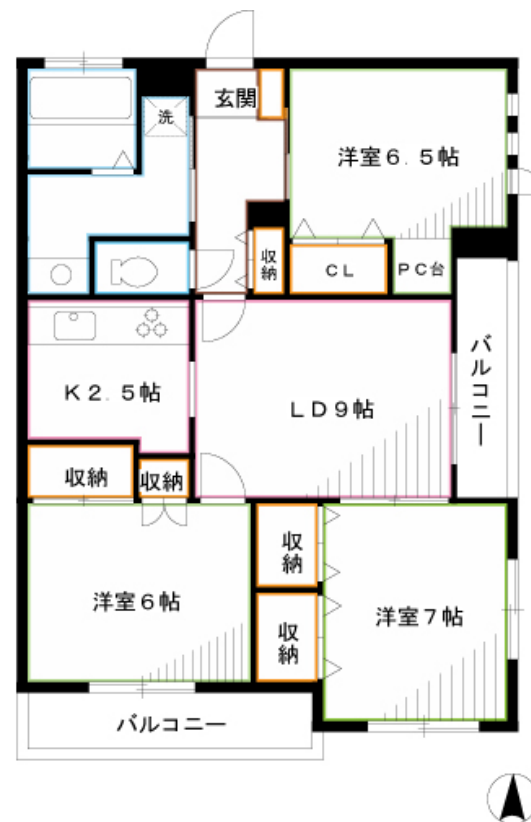 玄関
洗
洋室6.5帖
収納
CL
PC台
K2.5帖
LD9帖
バルコニー
収納
収納
洋室6帖
収納
収納
洋室7帖
バルコニー